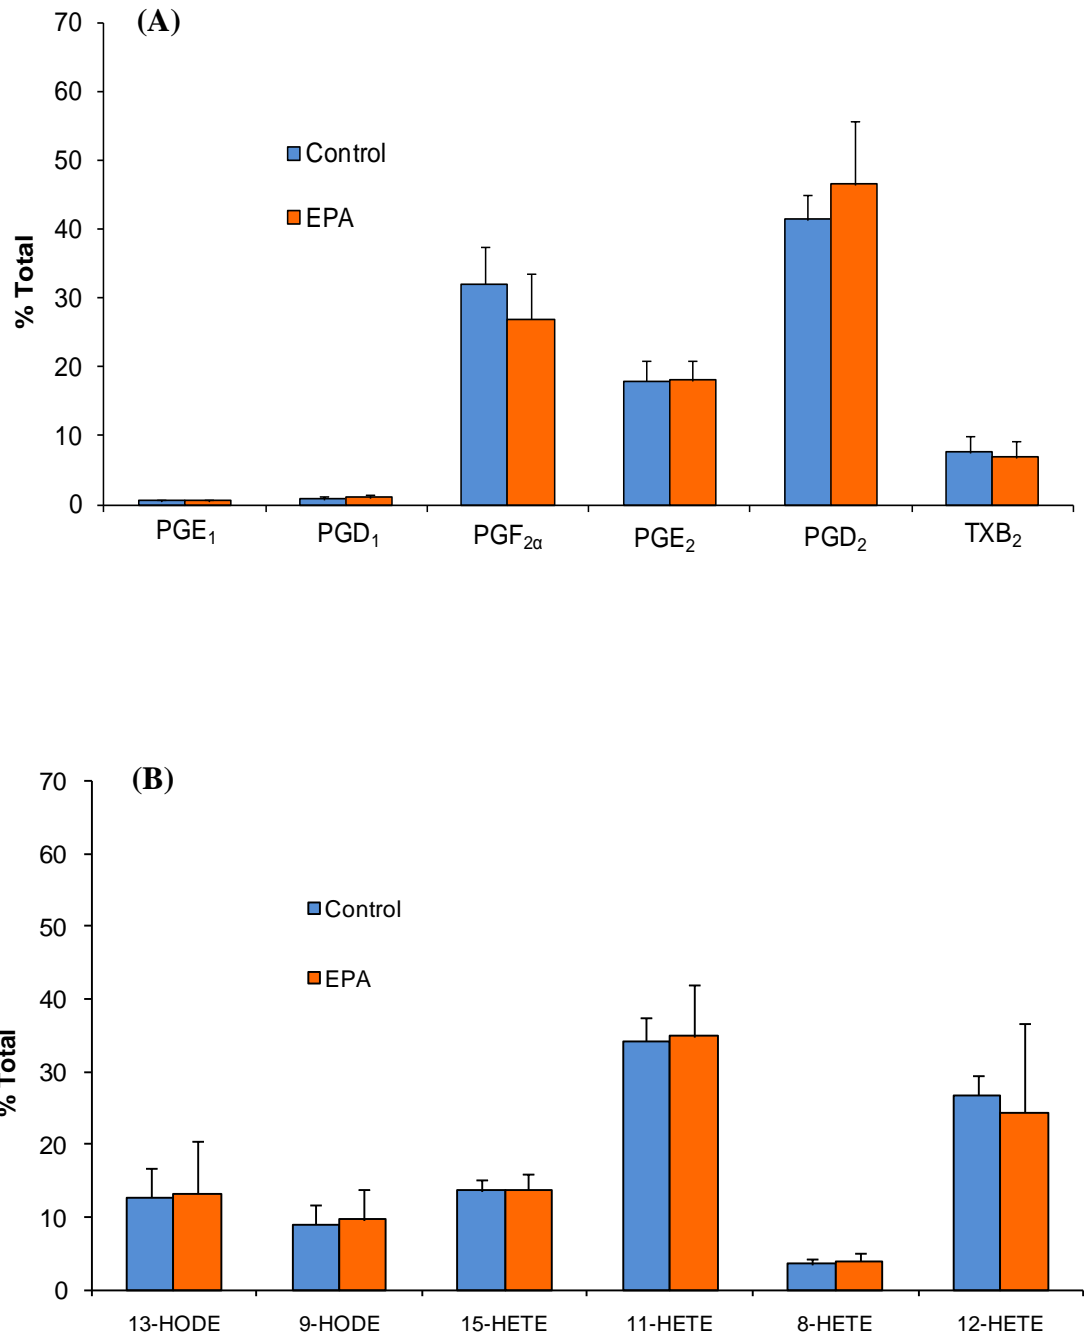 (A)
70
60
50
40
30
20
10
0
% Total
Control
EPA
PGE₁ PGD₁ PGF₂α PGE₂ PGD₂ TXB₂
(B)
70
60
50
40
30
20
10
0
% Total
Control
EPA
13-HODE 9-HODE 15-HETE 11-HETE 8-HETE 12-HETE